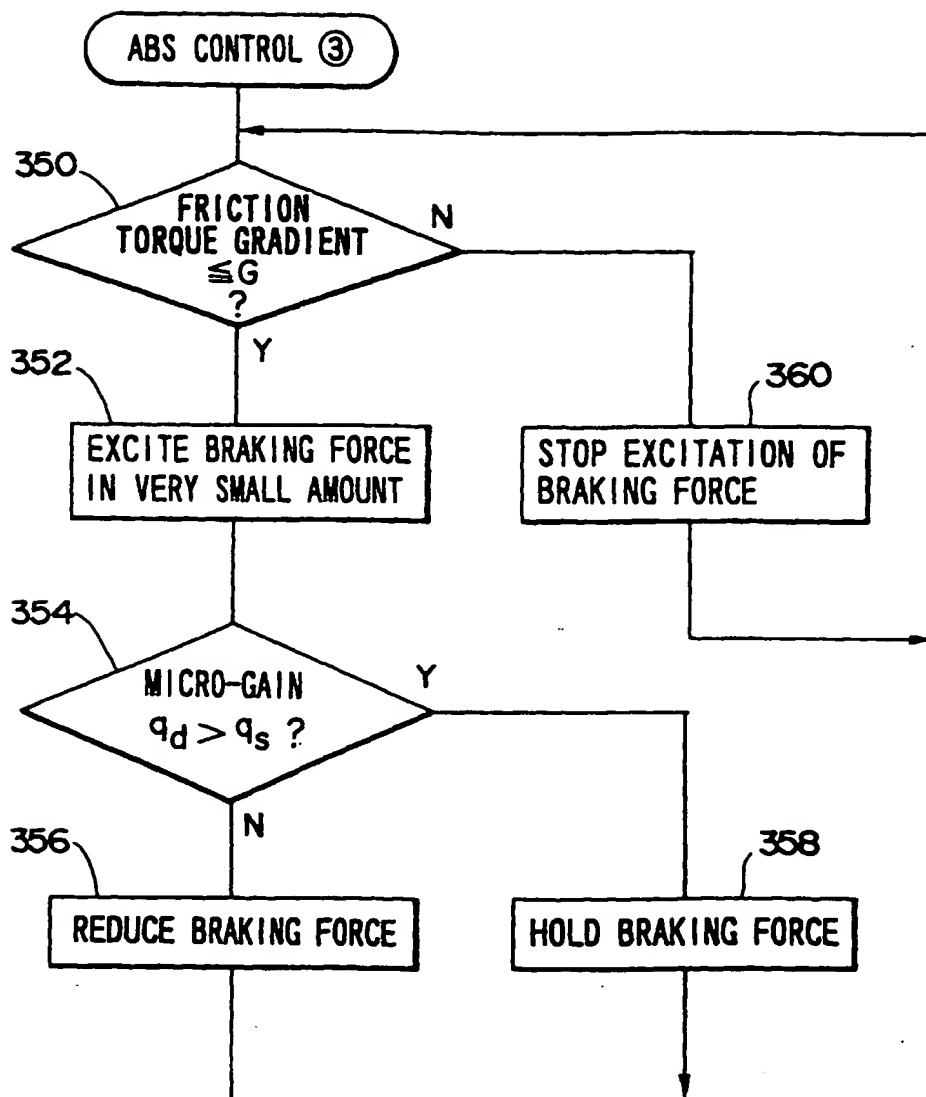 ABS CONTROL ③
350
FRICTION
TORQUE GRADIENT
≦G
?
N
Y
352
EXCITE BRAKING FORCE
IN VERY SMALL AMOUNT
360
STOP EXCITATION OF
BRAKING FORCE
354
MICRO-GAIN
qd > qs ?
Y
N
356
REDUCE BRAKING FORCE
358
HOLD BRAKING FORCE